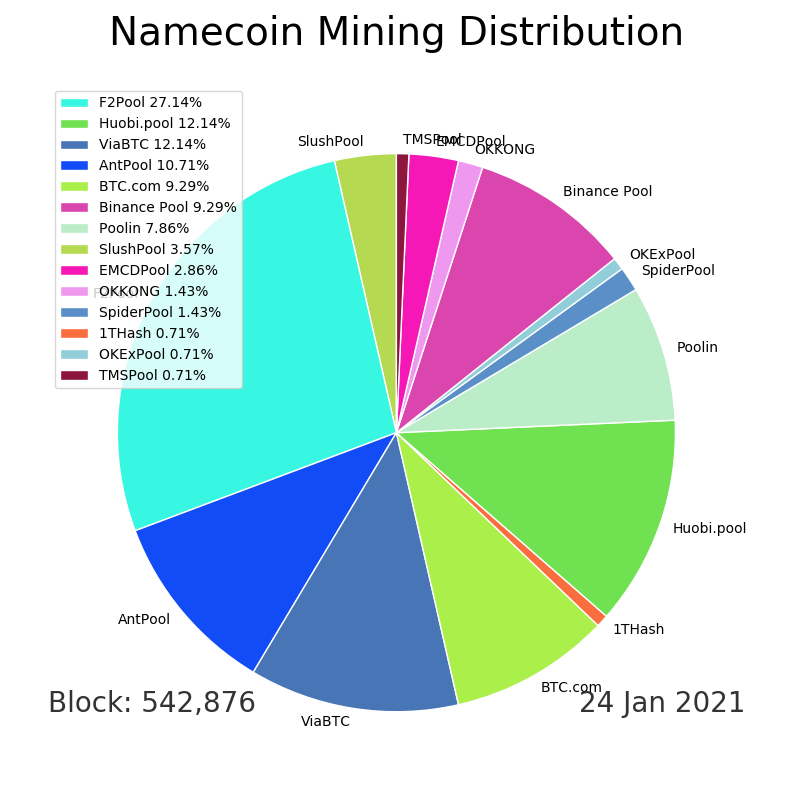 Namecoin Mining Distribution
F2Pool 27.14%
Huobi.pool 12.14%
ViaBTC 12.14%
AntPool 10.71%
BTC.com 9.29%
Binance Pool 9.29%
Poolin 7.86%
SlushPool 3.57%
EMCDPool 2.86%
OKKONG 1.43%
SpiderPool 1.43%
1THash 0.71%
OKExPool 0.71%
TMSPool 0.71%
SlushPool
TMSPool
EMCDPool
OKKONG
Binance Pool
OKExPool
SpiderPool
Poolin
Huobi.pool
1THash
BTC.com
ViaBTC
AntPool
Block: 542,876
24 Jan 2021